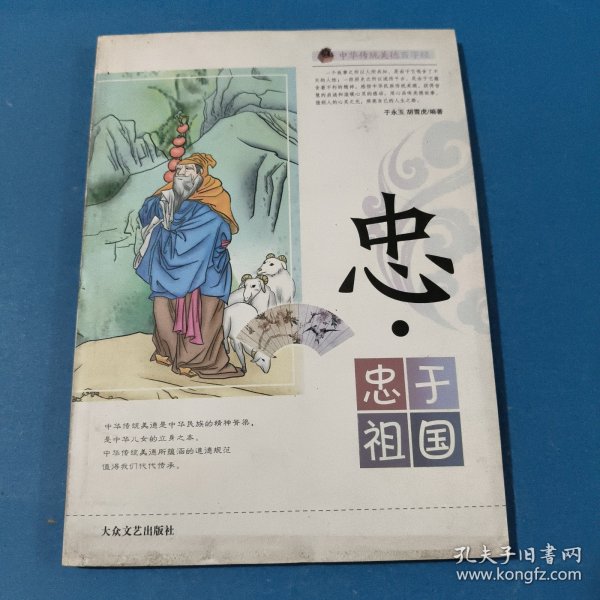 中华传统美德百字经
于永玉 胡雪虎/编著
忠·
忠于
祖国
中华传统美德是中华民族的精神脊梁,
是中华儿女的立身之本。
中华传统美德所蕴涵的道德规范
值得我们代代传承。
大众文艺出版社
孔夫子旧书网
www.kongfz.com